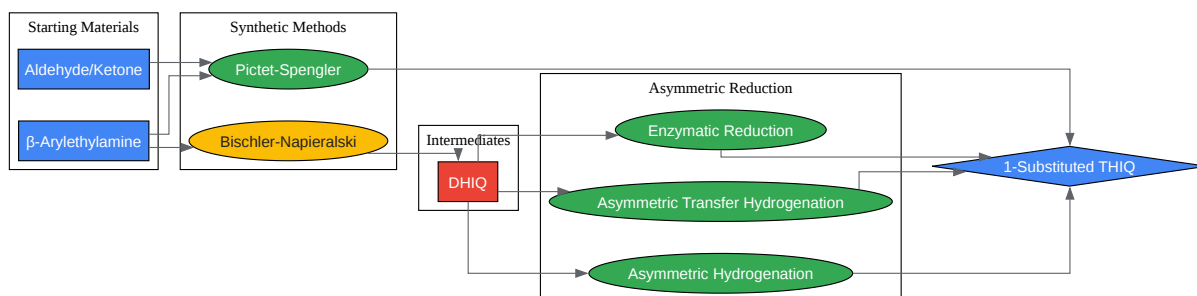 Starting Materials
Aldehyde/Ketone
β-Arylethylamine
Synthetic Methods
Pictet-Spengler
Bischler-Napieralski
Intermediates
DHIQ
Asymmetric Reduction
Enzymatic Reduction
Asymmetric Transfer Hydrogenation
Asymmetric Hydrogenation
1-Substituted THIQ